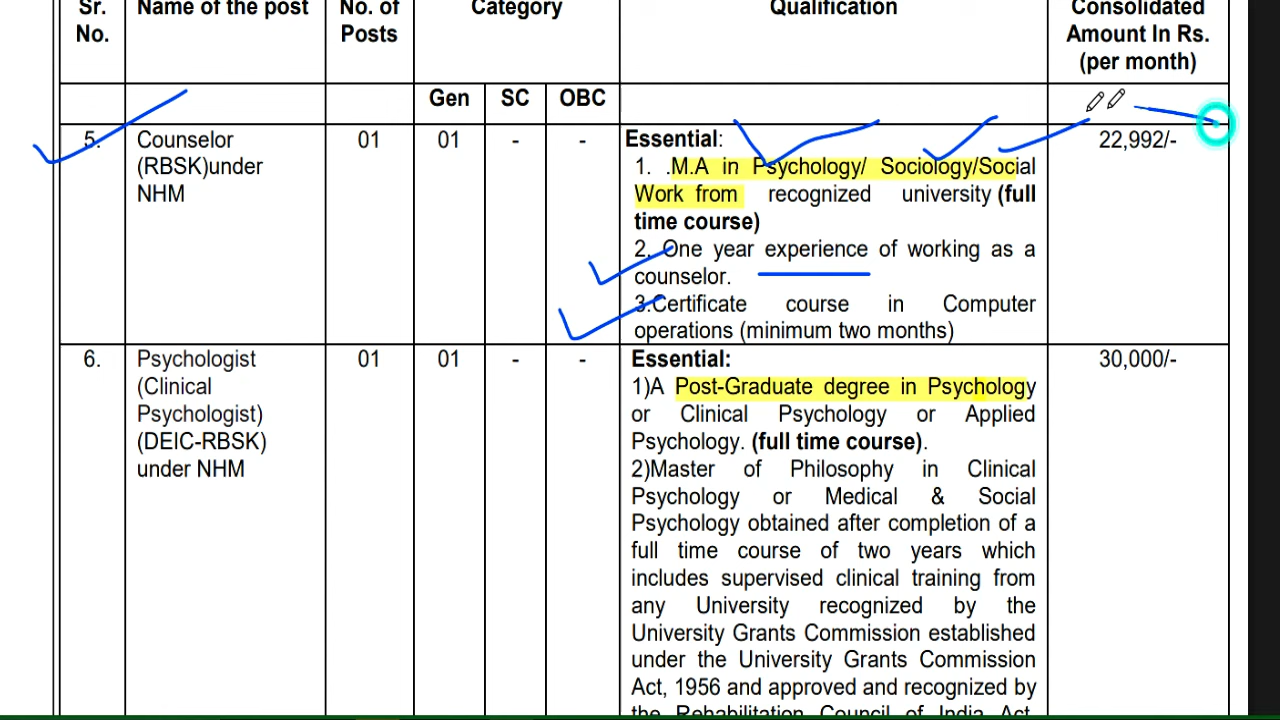 Sr. No.
Name of the post
No. of Posts
Category
Qualification
Consolidated
Amount In Rs.
(per month)
Gen SC OBC
5. Counselor
(RBSK)under
NHM
01 01 - -
Essential:
1. .M.A in Psychology/ Sociology/Social
Work from recognized university (full
time course)
2. One year experience of working as a
counselor.
3.Certificate course in Computer
operations (minimum two months)
22,992/-
6. Psychologist
(Clinical
Psychologist)
(DEIC-RBSK)
under NHM
01 01 - -
Essential:
1)A Post-Graduate degree in Psychology
or Clinical Psychology or Applied
Psychology. (full time course).
2)Master of Philosophy in Clinical
Psychology or Medical & Social
Psychology obtained after completion of a
full time course of two years which
includes supervised clinical training from
any University recognized by the
University Grants Commission established
under the University Grants Commission
Act, 1956 and approved and recognized by
the Rehabilitation Council of India Act,
30,000/-